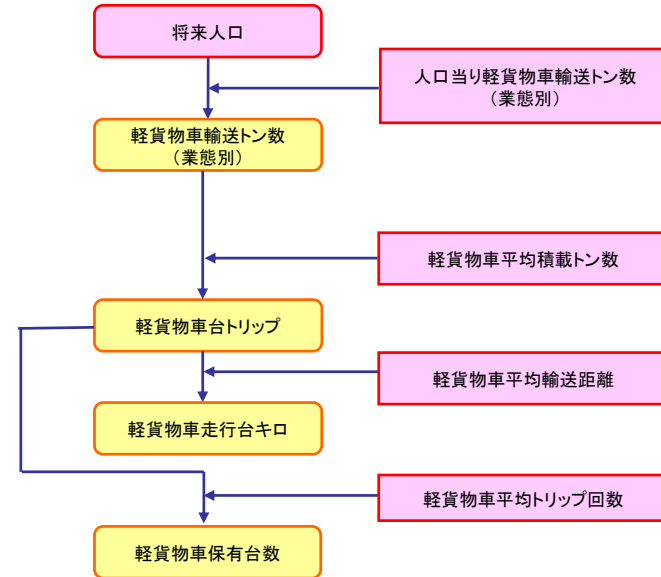 将来人口
人口当り軽貨物車輸送トン数
（業態別）
軽貨物車輸送トン数
（業態別）
軽貨物車平均積載トン数
軽貨物車台トリップ
軽貨物車平均輸送距離
軽貨物車走行台キロ
軽貨物車平均トリップ回数
軽貨物車保有台数